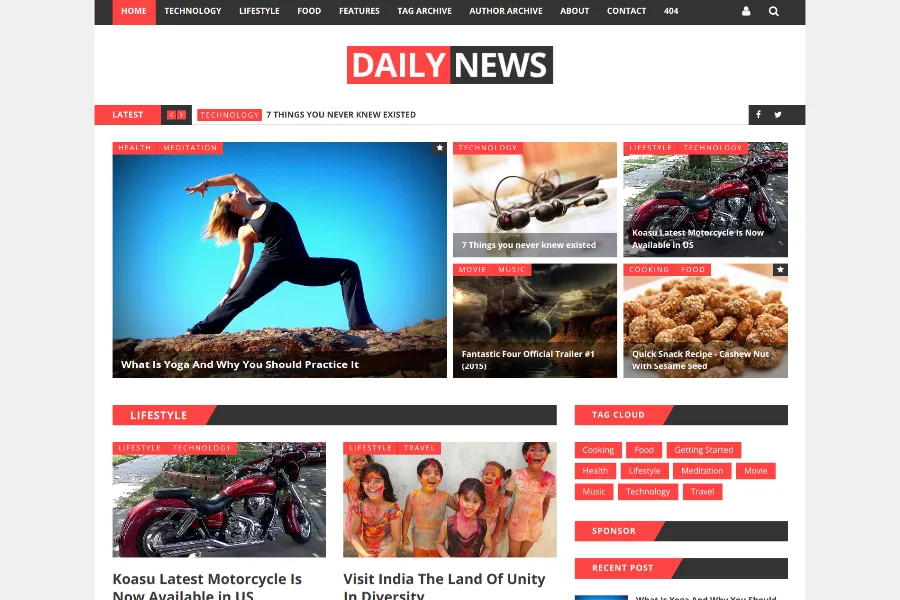 HOME TECHNOLOGY LIFESTYLE FOOD FEATURES TAG ARCHIVE AUTHOR ARCHIVE ABOUT CONTACT 404
DAILY NEWS
LATEST TECHNOLOGY 7 THINGS YOU NEVER KNEW EXISTED
HEALTH MEDITATION
What Is Yoga And Why You Should Practice It
TECHNOLOGY
7 Things you never knew existed
LIFESTYLE TECHNOLOGY
Koasu Latest Motorcycle Is Now
Available in US
MOVIE MUSIC
Fantastic Four Official Trailer #1
(2015)
COOKING FOOD
Quick Snack Recipe - Cashew Nut
With Sesame Seed
LIFESTYLE
LIFESTYLE TECHNOLOGY
Koasu Latest Motorcycle Is
Now Available in US
LIFESTYLE TRAVEL
Visit India The Land Of Unity
In Diversity
TAG CLOUD
Cooking Food Getting Started
Health Lifestyle Meditation Movie
Music Technology Travel
SPONSOR
RECENT POST
What Is Yoga And Why You Should